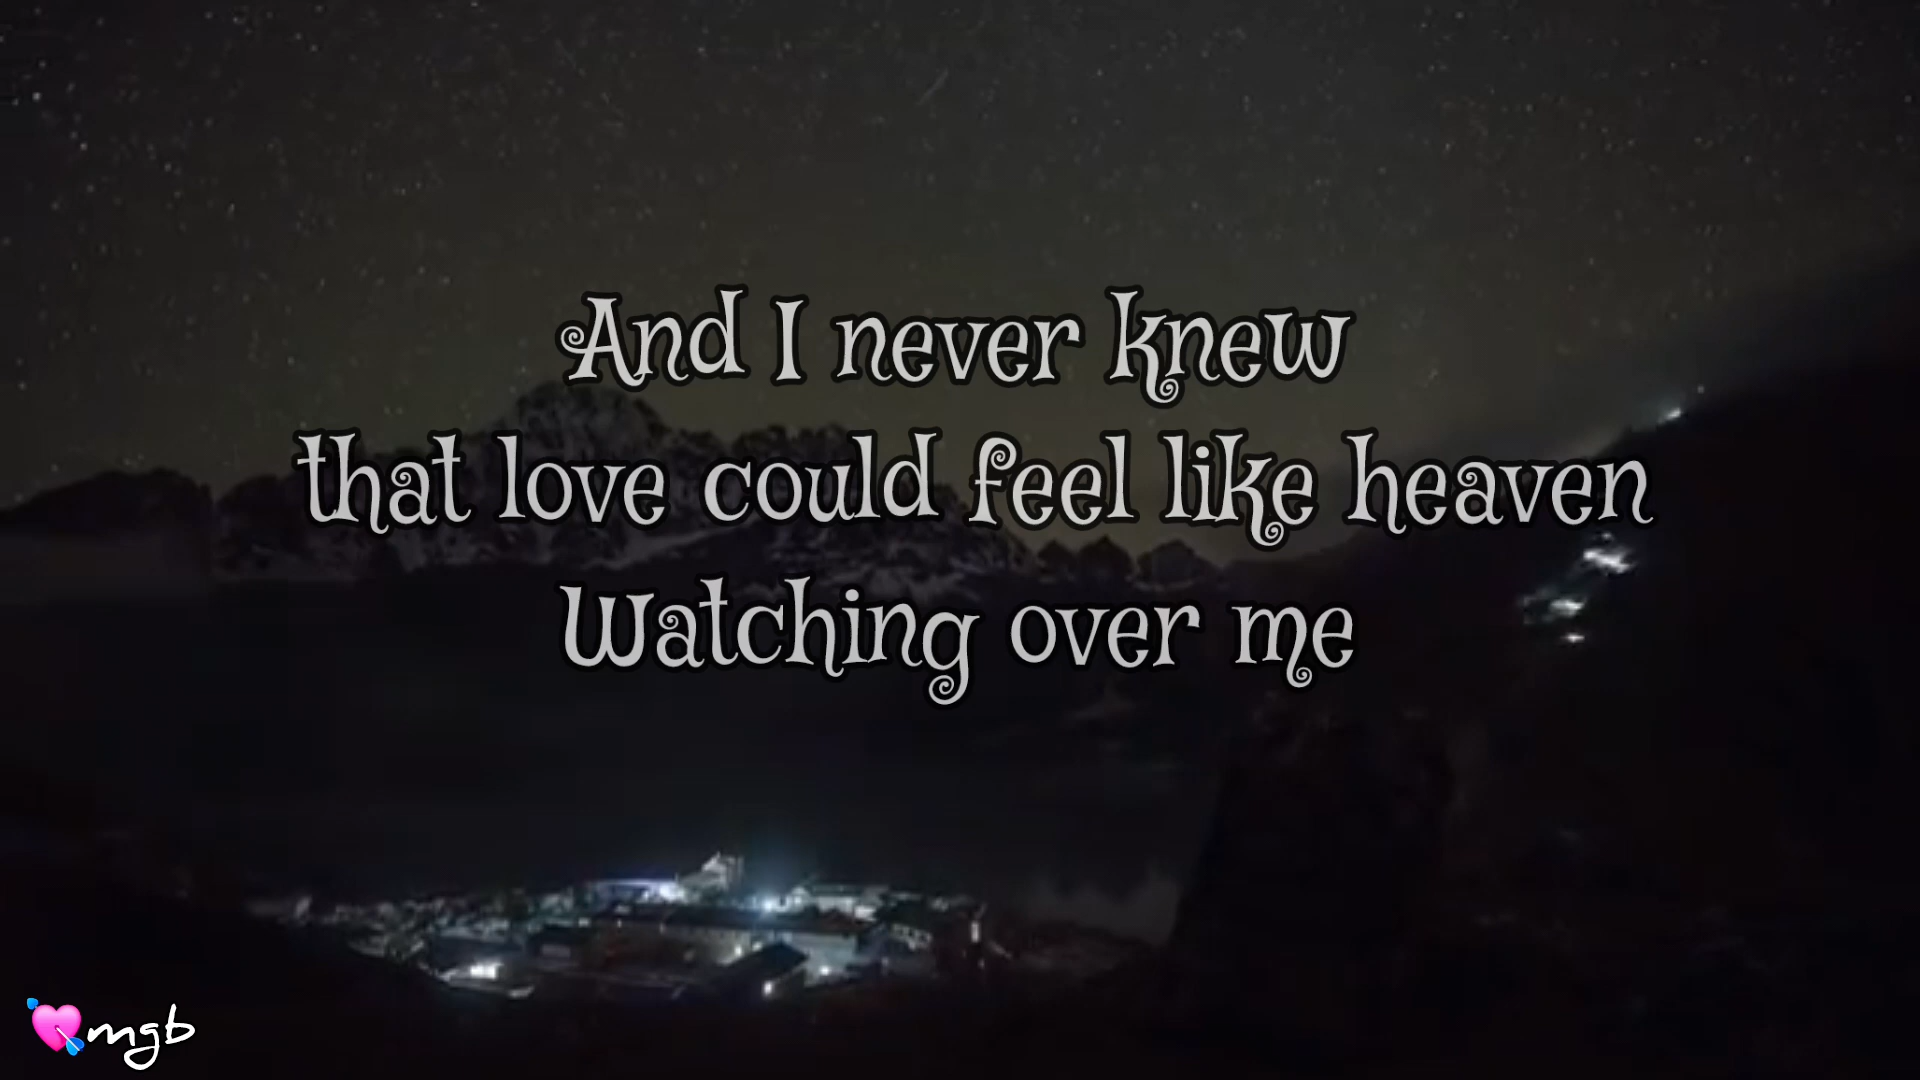 And I never knew
that love could feel like heaven
Watching over me
mgb